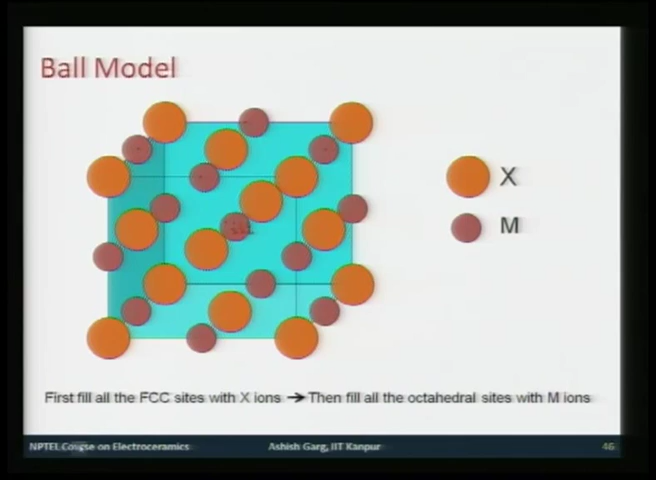 Ball Model
X
M
First fill all the FCC sites with X ions → Then fill all the octahedral sites with M ions
NPTEL Course on Electroceramics Ashish Garg, IIT Kanpur 46